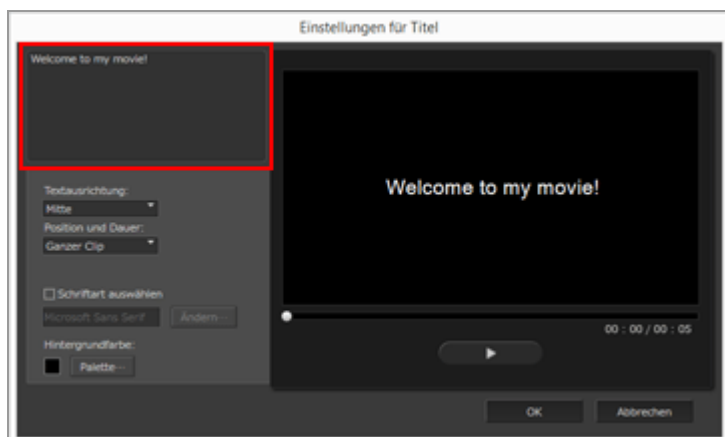 Einstellungen für Titel
Welcome to my movie!
Welcome to my movie!
Textausrichtung:
Mitte
Position und Dauer:
Ganzer Clip
Schriftart auswählen
Microsoft Sans Serif Ändern...
Hintergrundfarbe:
Palette...
00 : 00 / 00 : 05
OK Abbrechen